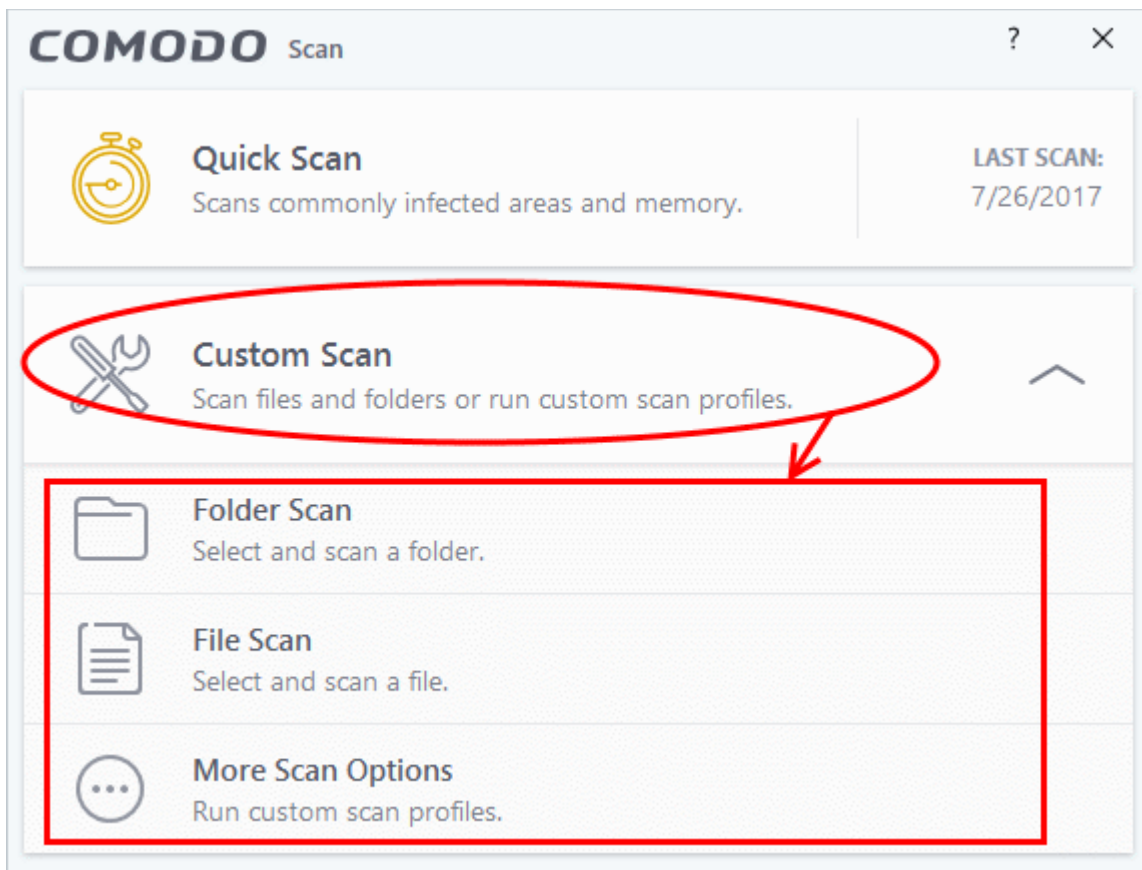 COMODO Scan ?
Quick Scan
Scans commonly infected areas and memory.
LAST SCAN:
7/26/2017
Custom Scan
Scan files and folders or run custom scan profiles.
Folder Scan
Select and scan a folder.
File Scan
Select and scan a file.
More Scan Options
Run custom scan profiles.